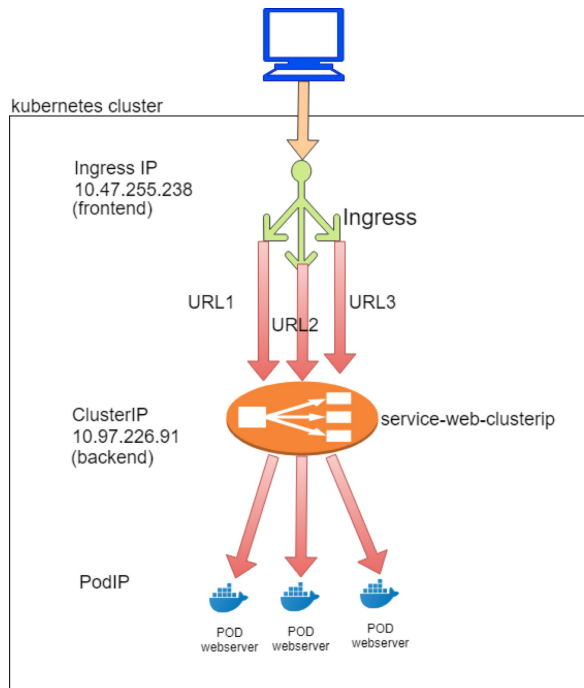 kubernetes cluster
Ingress IP
10.47.255.238
(frontend)
Ingress
URL1
URL2
URL3
ClusterIP
10.97.226.91
(backend)
service-web-clusterip
PodIP
POD
webserver
POD
webserver
POD
webserver